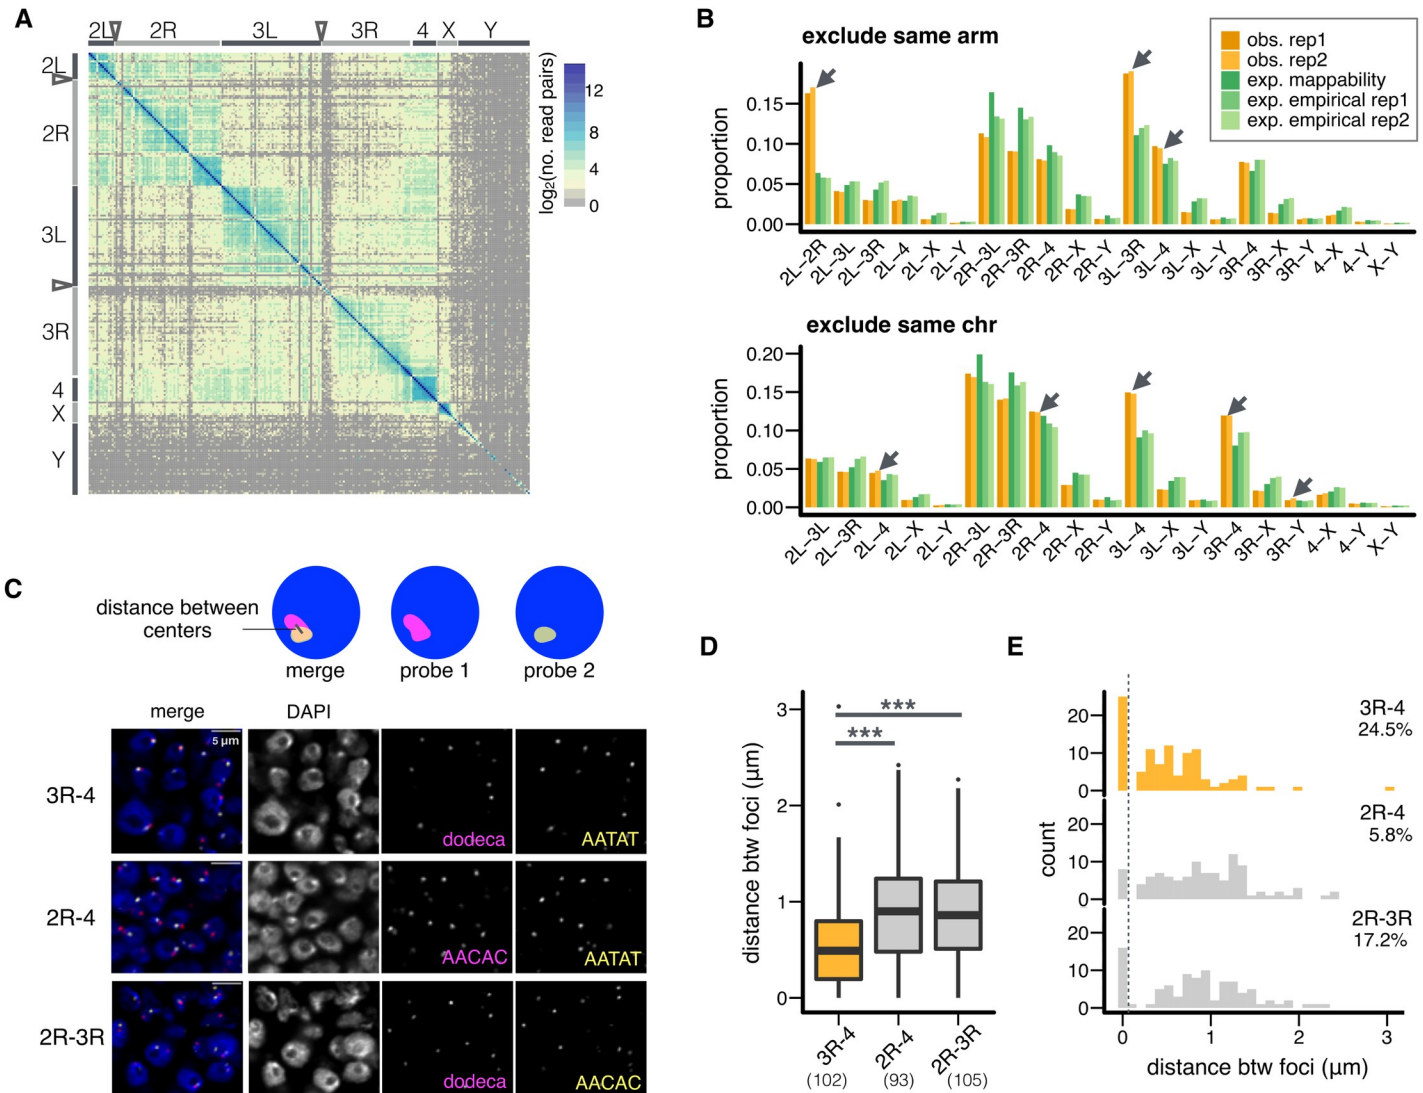 A
2L 2R 3L 3R 4 X Y
2L
2R
3L
3R
4
X
Y
log2(no. read pairs)
12
8
4
0
B
exclude same arm
obs. rep1
obs. rep2
exp. mappability
exp. empirical rep1
exp. empirical rep2
proportion
0.15
0.10
0.05
0.00
2L–2R 2L–3L 2L–3R 2L–4 2L–X 2L–Y 2R–3L 2R–3R 2R–4 2R–X 2R–Y 3L–3R 3L–4 3L–X 3L–Y 3R–4 3R–X 3R–Y 4–X 4–Y X–Y
exclude same chr
proportion
0.20
0.15
0.10
0.05
0.00
2L–3L 2L–3R 2L–4 2L–X 2L–Y 2R–3L 2R–3R 2R–4 2R–X 2R–Y 3L–4 3L–X 3L–Y 3R–4 3R–X 3R–Y 4–X 4–Y X–Y
C
distance between
centers
merge probe 1 probe 2
merge DAPI
5 µm
3R-4
dodeca AATAT
2R-4
AACAC AATAT
2R-3R
dodeca AACAC
D
distance btw foci (µm)
3
2
1
0
*** 
***
3R-4 2R-4 2R-3R
(102) (93) (105)
E
count
3R-4
24.5%
20
10
0
2R-4
5.8%
20
10
0
2R-3R
17.2%
20
10
0
0 1 2 3
distance btw foci (µm)